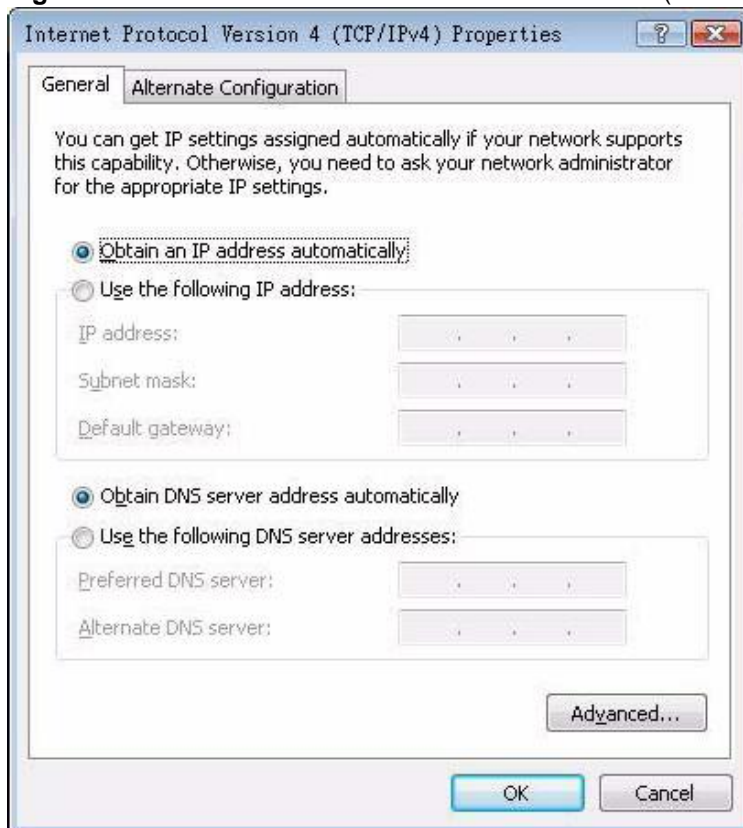 Internet Protocol Version 4 (TCP/IPv4) Properties
General
Alternate Configuration
You can get IP settings assigned automatically if your network supports
this capability. Otherwise, you need to ask your network administrator
for the appropriate IP settings.
Obtain an IP address automatically
Use the following IP address:
IP address:
Subnet mask:
Default gateway:
Obtain DNS server address automatically
Use the following DNS server addresses:
Preferred DNS server:
Alternate DNS server:
Advanced...
OK
Cancel